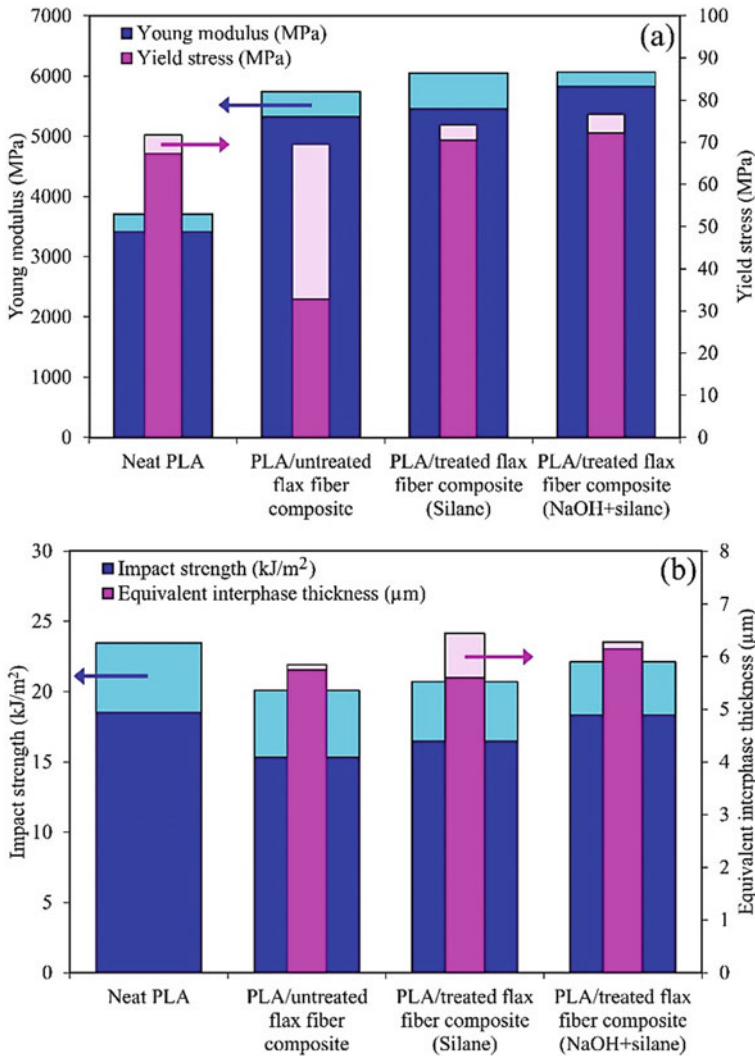 (a)
Young modulus (MPa)
Yield stress (MPa)
7000
6000
5000
4000
3000
2000
1000
0
Young modulus (MPa)
100
90
80
70
60
50
40
30
20
10
0
Yield stress (MPa)
Neat PLA
PLA/untreated
flax fiber
composite
PLA/treated flax
fiber composite
(Silane)
PLA/treated flax
fiber composite
(NaOH+silane)
(b)
Impact strength (kJ/m²)
Equivalent interphase thickness (µm)
30
25
20
15
10
5
0
Impact strength (kJ/m²)
8
7
6
5
4
3
2
1
0
Equivalent interphase thickness (µm)
Neat PLA
PLA/untreated
flax fiber
composite
PLA/treated flax
fiber composite
(Silane)
PLA/treated flax
fiber composite
(NaOH+silane)